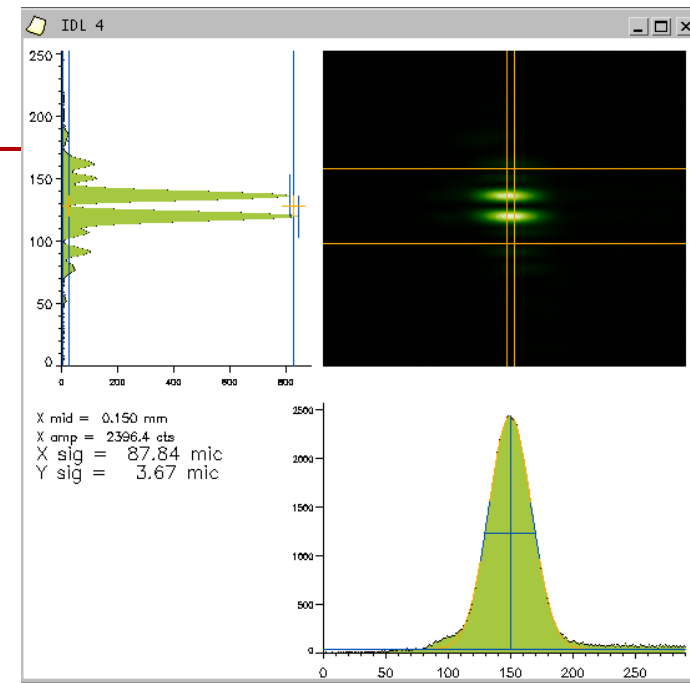 IDL 4
250
200
150
100
50
0
0 200 400 600 800
X mid = 0.150 mm
X amp = 2396.4 cts
X sig = 87.84 mic
Y sig = 3.67 mic
2500
2000
1500
1000
500
0
0 50 100 150 200 250